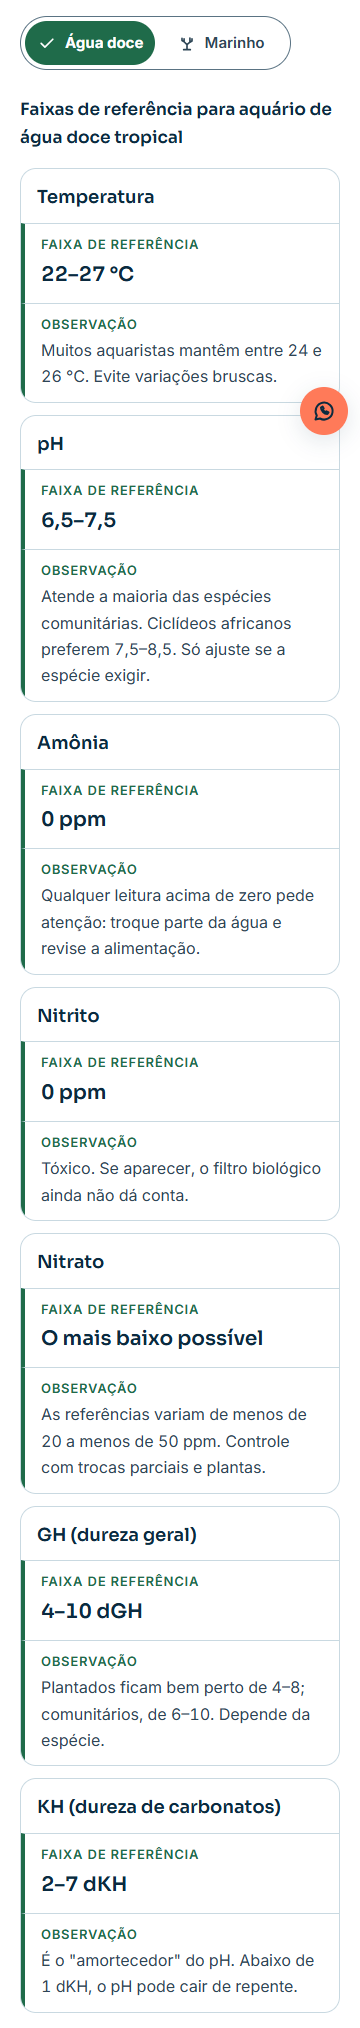 Água doce
Marinho
Faixas de referência para aquário de
água doce tropical
Temperatura
FAIXA DE REFERÊNCIA
22–27 °C
OBSERVAÇÃO
Muitos aquaristas mantêm entre 24 e
26 °C. Evite variações bruscas.
pH
FAIXA DE REFERÊNCIA
6,5–7,5
OBSERVAÇÃO
Atende a maioria das espécies
comunitárias. Ciclídeos africanos
preferem 7,5–8,5. Só ajuste se a
espécie exigir.
Amônia
FAIXA DE REFERÊNCIA
0 ppm
OBSERVAÇÃO
Qualquer leitura acima de zero pede
atenção: troque parte da água e
revise a alimentação.
Nitrito
FAIXA DE REFERÊNCIA
0 ppm
OBSERVAÇÃO
Tóxico. Se aparecer, o filtro biológico
ainda não dá conta.
Nitrato
FAIXA DE REFERÊNCIA
O mais baixo possível
OBSERVAÇÃO
As referências variam de menos de
20 a menos de 50 ppm. Controle
com trocas parciais e plantas.
GH (dureza geral)
FAIXA DE REFERÊNCIA
4–10 dGH
OBSERVAÇÃO
Plantados ficam bem perto de 4–8;
comunitários, de 6–10. Depende da
espécie.
KH (dureza de carbonatos)
FAIXA DE REFERÊNCIA
2–7 dKH
OBSERVAÇÃO
É o "amortecedor" do pH. Abaixo de
1 dKH, o pH pode cair de repente.